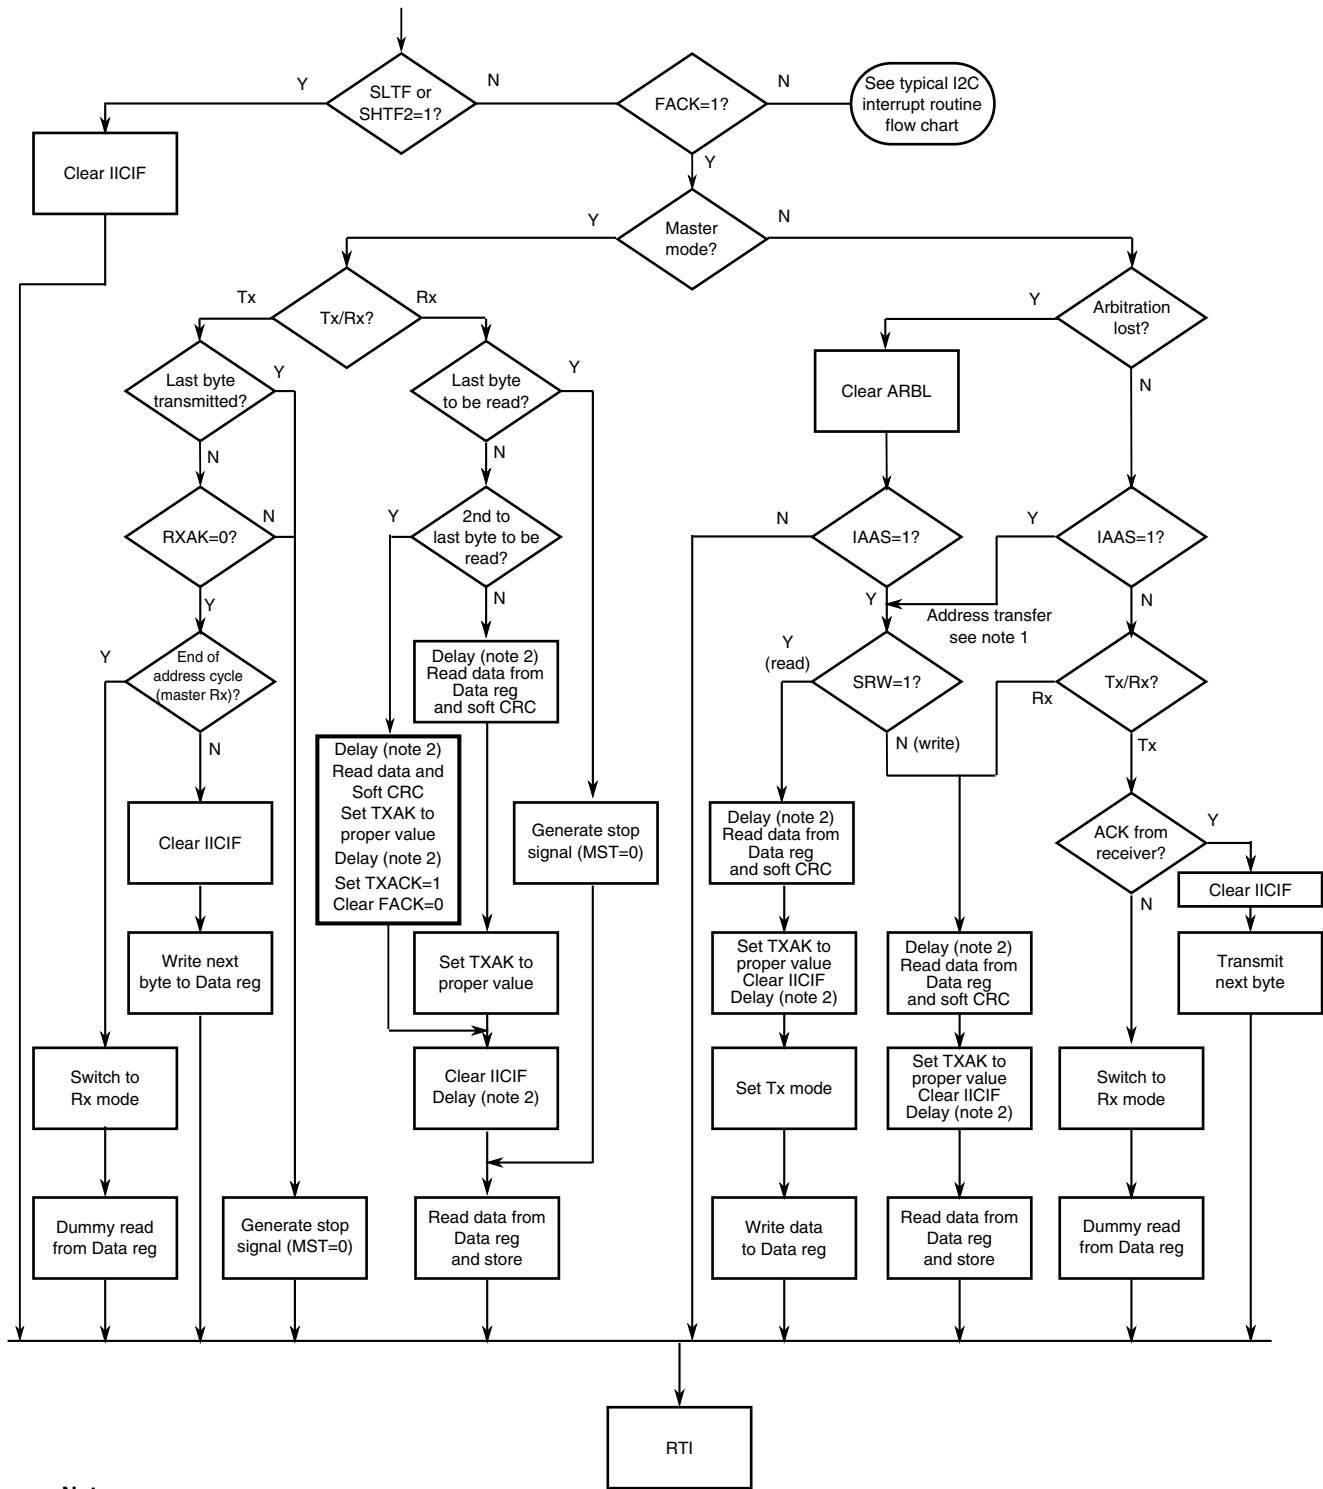 Y
N
N
SLTF or
SHTF2=1?
FACK=1?
See typical I2C
interrupt routine
flow chart
Clear IICIF
Y
Y
Master
mode?
N
Tx
Tx/Rx?
Rx
Y
Arbitration
lost?
Last byte
transmitted?
Y
Last byte
to be read?
Y
Clear ARBL
N
N
N
RXAK=0?
N
Y
2nd to
last byte to be
read?
N
IAAS=1?
Y
IAAS=1?
Y
N
Y
Address transfer
see note 1
N
Y
End of
address cycle
(master Rx)?
Delay (note 2)
Read data from
Data reg
and soft CRC
Y
(read)
SRW=1?
Rx
Tx/Rx?
N
N (write)
Tx
Delay (note 2)
Read data and
Soft CRC
Set TXAK to
proper value
Delay (note 2)
Set TXACK=1
Clear FACK=0
Clear IICIF
Generate stop
signal (MST=0)
Delay (note 2)
Read data from
Data reg
and soft CRC
ACK from
receiver?
Y
N
Clear IICIF
Write next
byte to Data reg
Set TXAK to
proper value
Set TXAK to
proper value
Clear IICIF
Delay (note 2)
Delay (note 2)
Read data from
Data reg
and soft CRC
Transmit
next byte
Switch to
Rx mode
Clear IICIF
Delay (note 2)
Set Tx mode
Set TXAK to
proper value
Clear IICIF
Delay (note 2)
Switch to
Rx mode
Dummy read
from Data reg
Generate stop
signal (MST=0)
Read data from
Data reg
and store
Write data
to Data reg
Read data from
Data reg
and store
Dummy read
from Data reg
RTI